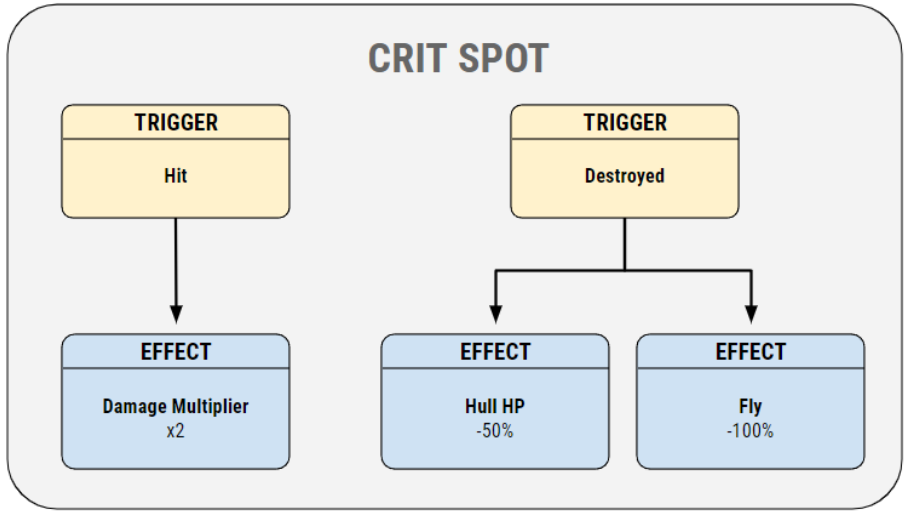 CRIT SPOT
TRIGGER
Hit
TRIGGER
Destroyed
EFFECT
Damage Multiplier
x2
EFFECT
Hull HP
-50%
EFFECT
Fly
-100%